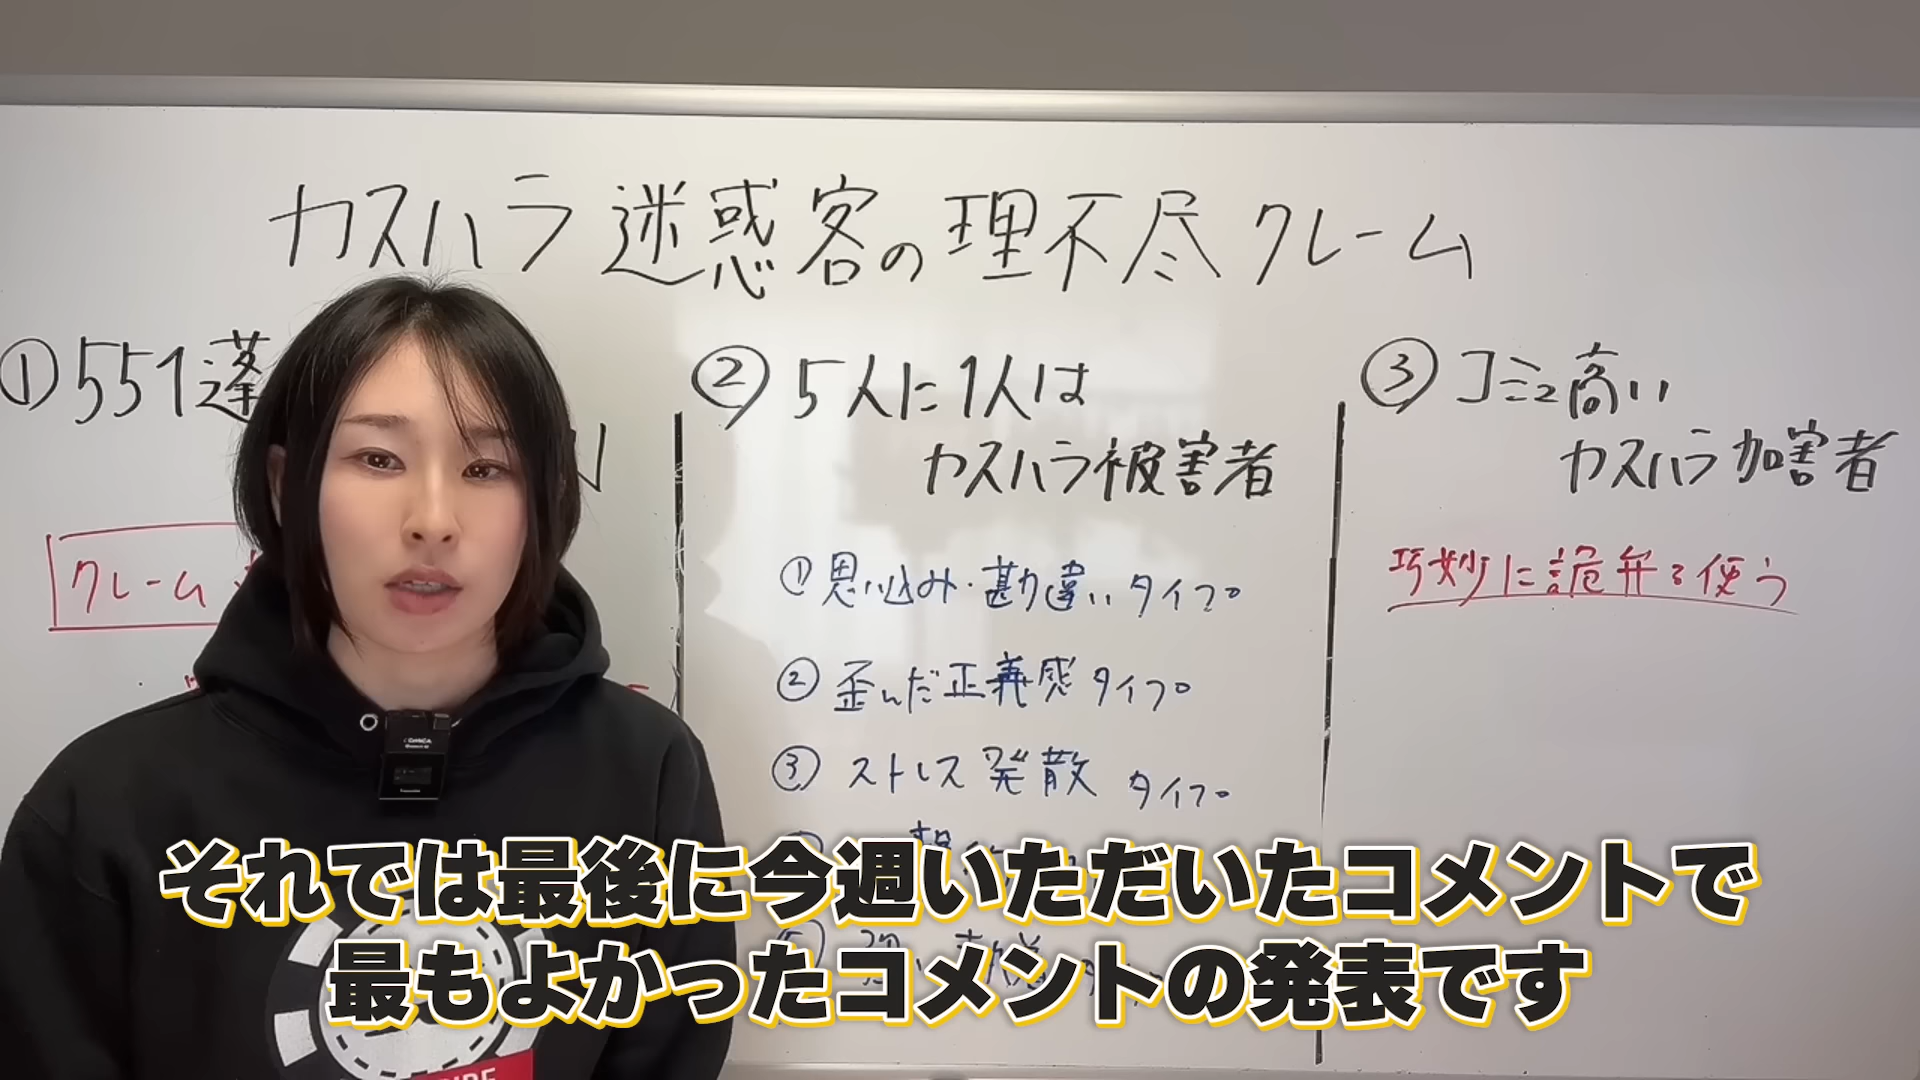 カスハラ 迷惑客の理不尽クレーム
①551蓬
クレーム
②5人に1人は
カスハラ被害者
①思い込み・勘違いタイプ
②歪んだ正義感タイプ
③ストレス発散タイプ
③コミュ高い
カスハラ加害者
巧妙に詭弁を使う
それでは最後に今週いただいたコメントで
最もよかったコメントの発表です